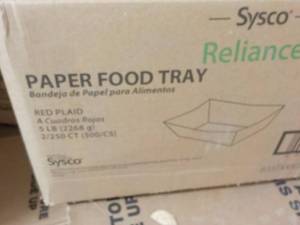 Sysco
Reliance
PAPER FOOD TRAY
Bandeja de Papel para Alimentos
RED PLAID
A Cuadros Rojos
5 LB (2268 g)
2/250 CT (500/CS)
Sysco